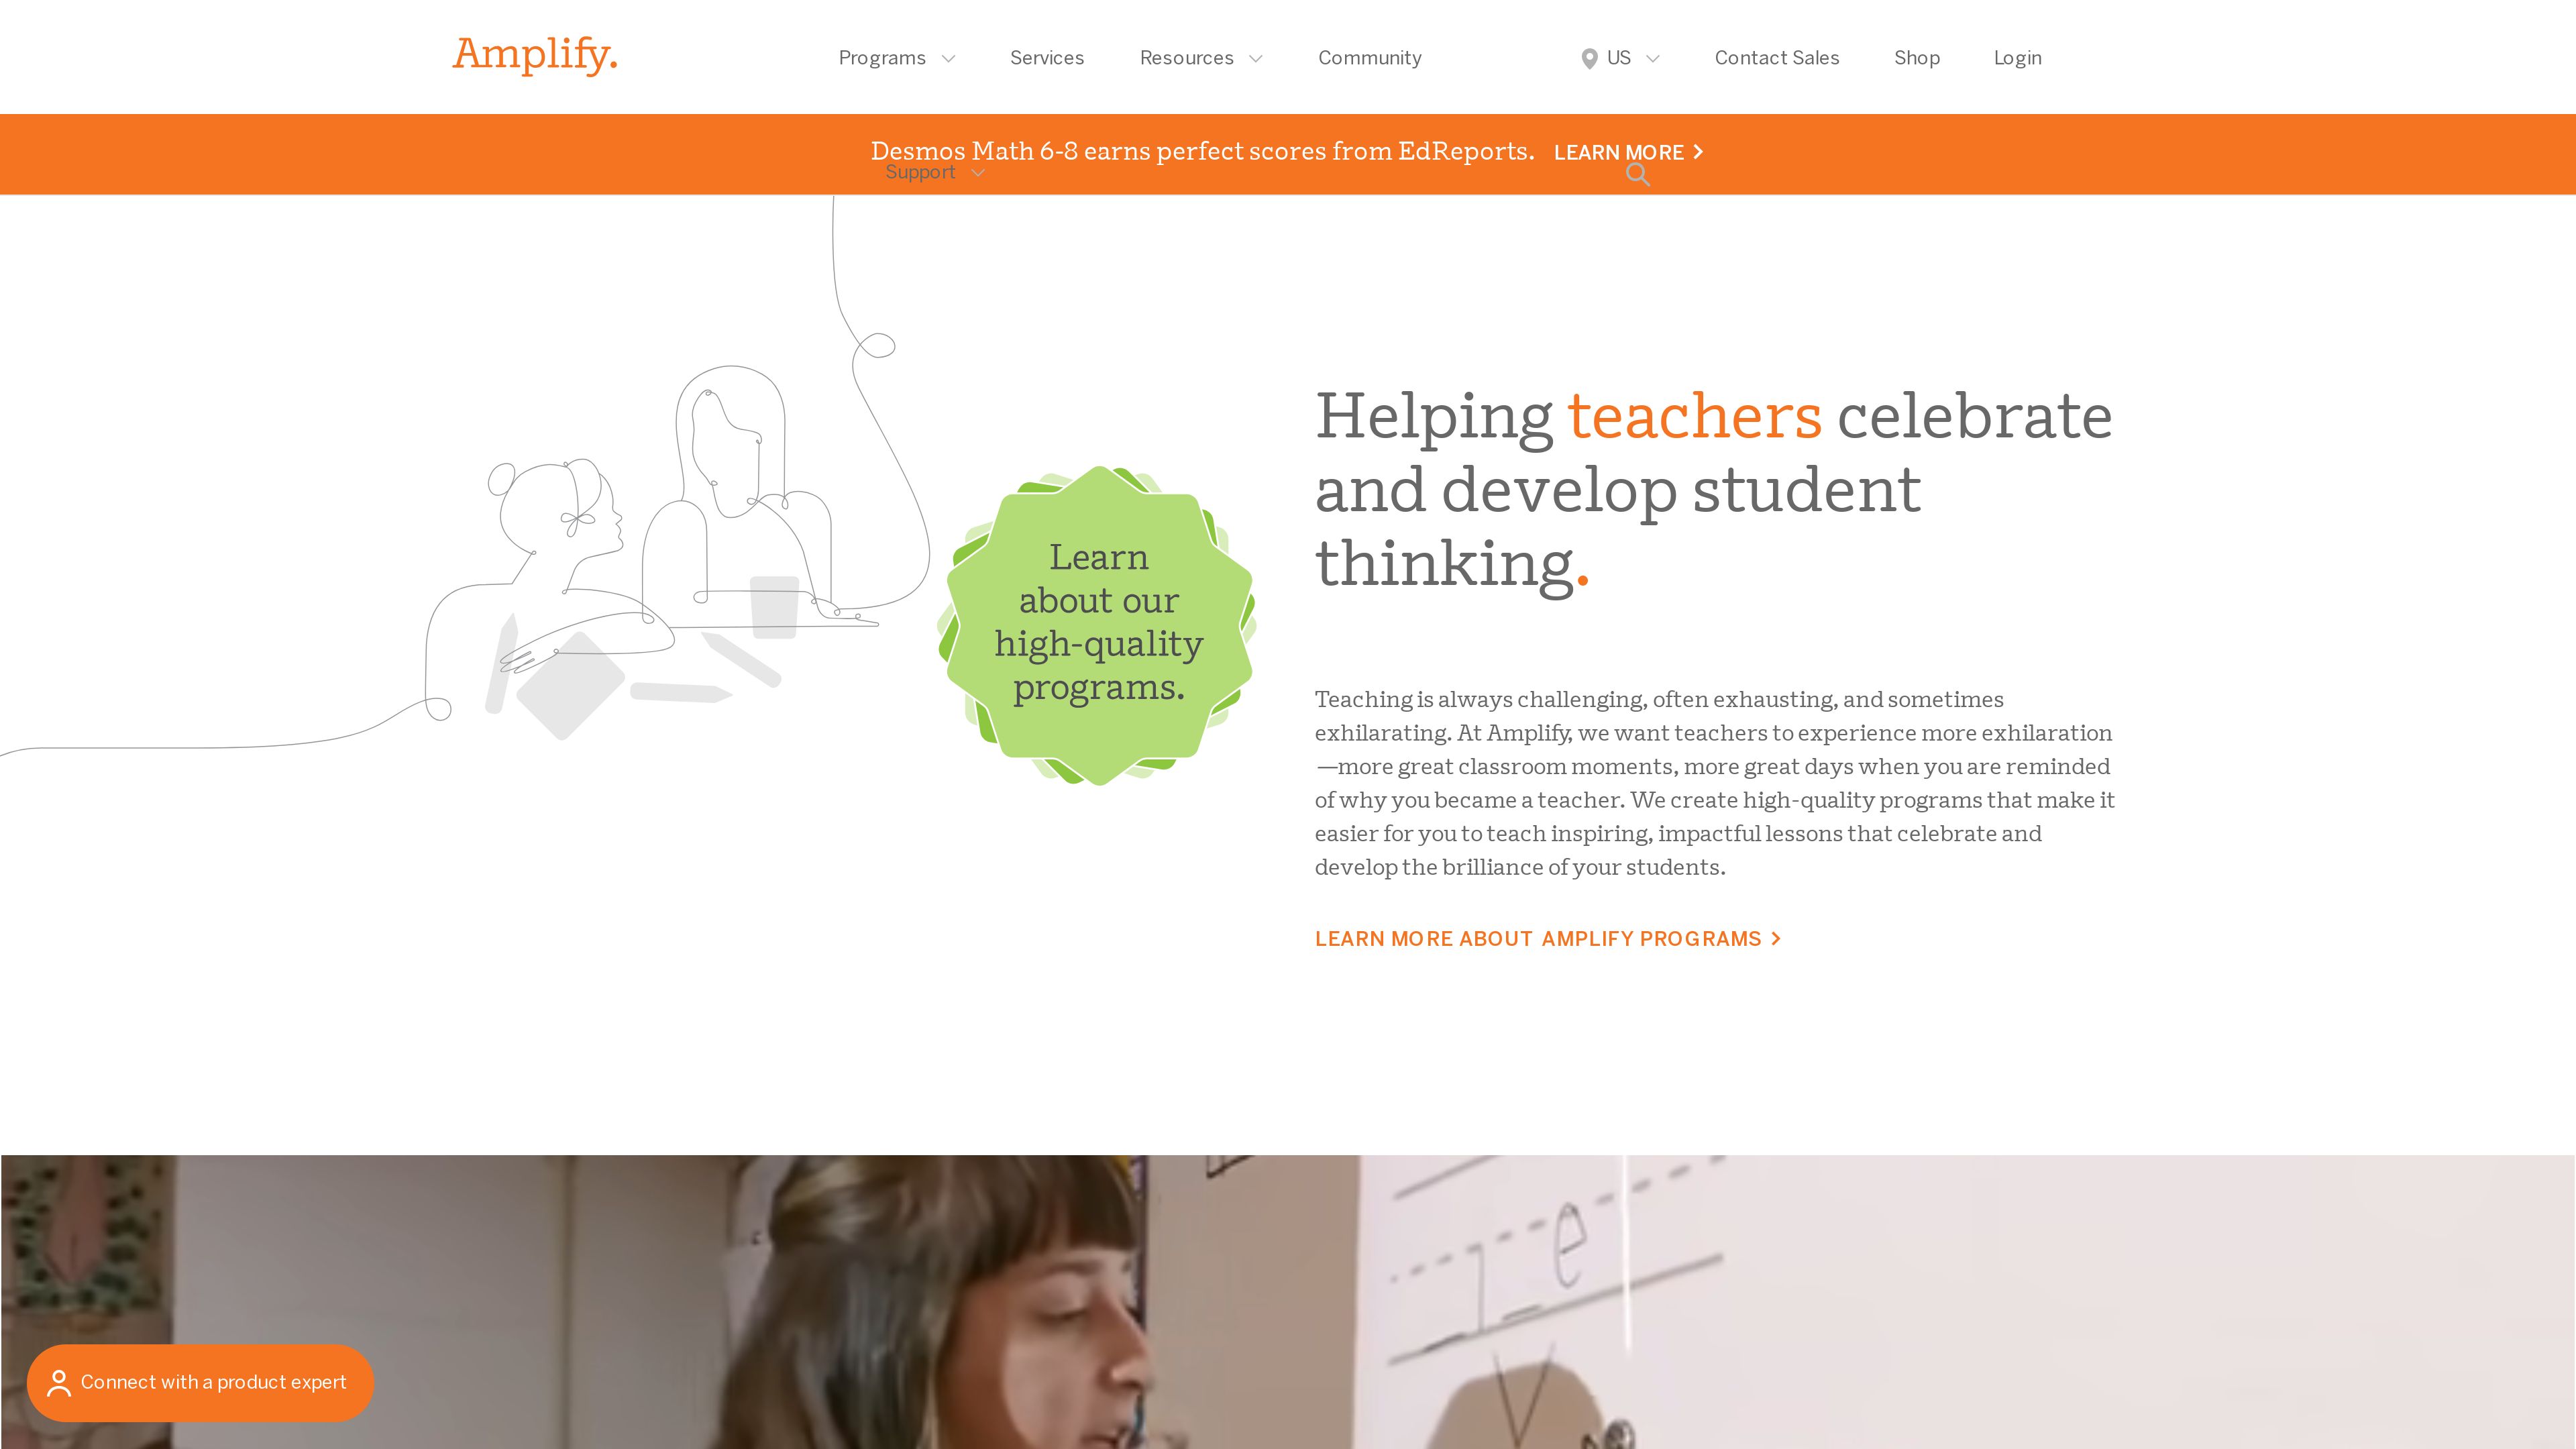 Amplify.
Programs
Services
Resources
Community
US
Contact Sales
Shop
Login
Desmos Math 6-8 earns perfect scores from EdReports. LEARN MORE
Support
Learn
about our
high-quality
programs.
Helping teachers celebrate
and develop student
thinking.
Teaching is always challenging, often exhausting, and sometimes
exhilarating. At Amplify, we want teachers to experience more exhilaration
—more great classroom moments, more great days when you are reminded
of why you became a teacher. We create high-quality programs that make it
easier for you to teach inspiring, impactful lessons that celebrate and
develop the brilliance of your students.
LEARN MORE ABOUT AMPLIFY PROGRAMS
Connect with a product expert